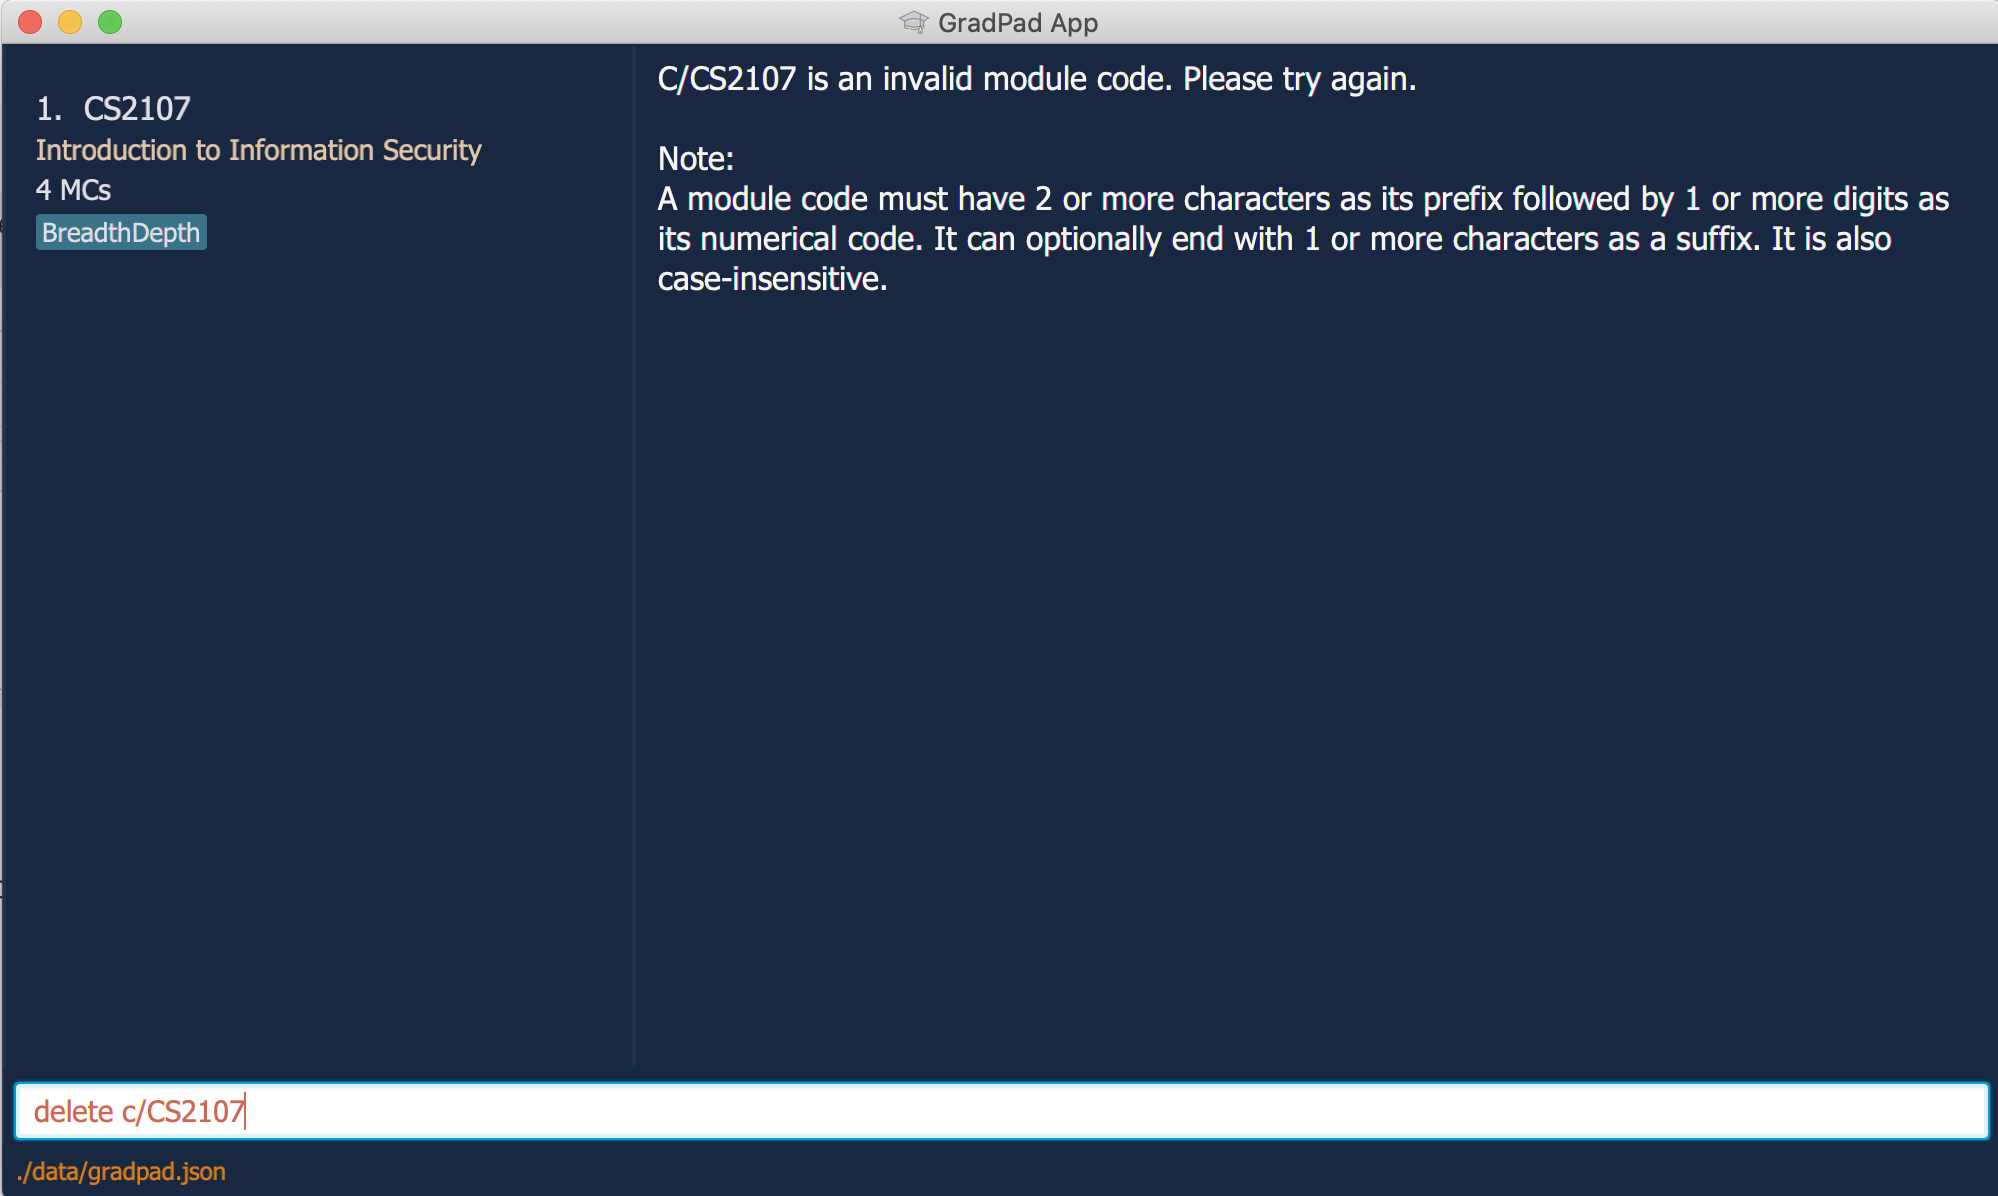 GradPad App
1. CS2107
Introduction to Information Security
4 MCs
BreadthDepth
C/CS2107 is an invalid module code. Please try again.
Note:
A module code must have 2 or more characters as its prefix followed by 1 or more digits as
its numerical code. It can optionally end with 1 or more characters as a suffix. It is also
case-insensitive.
delete c/CS2107
./data/gradpad.json